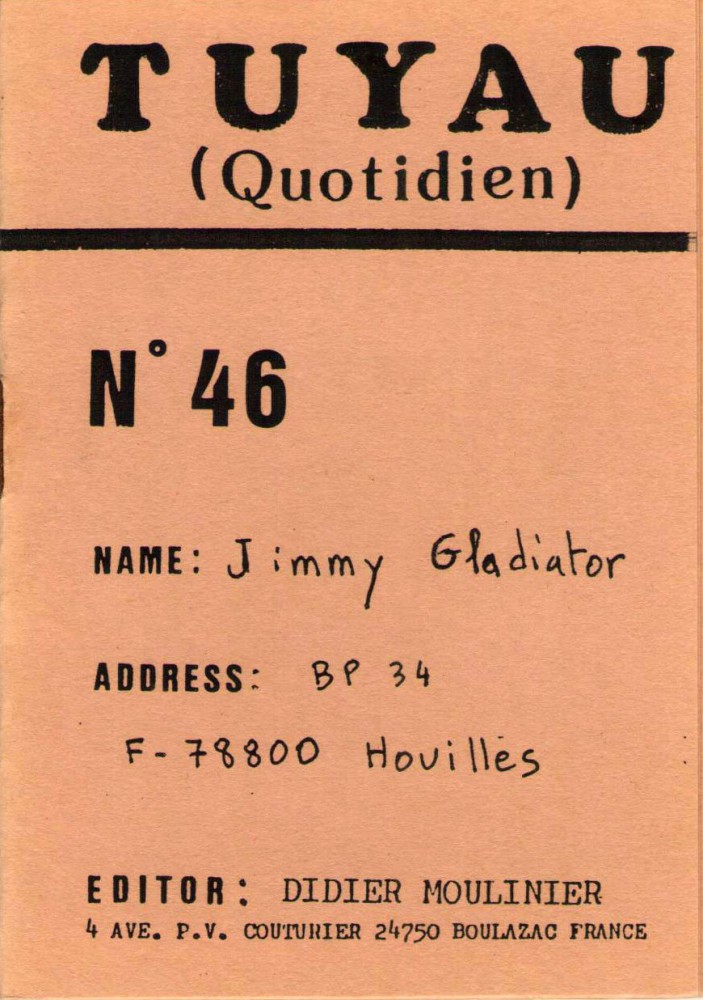 TUYAU
(Quotidien)
N° 46
NAME: Jimmy Gladiator
ADDRESS: BP 34
F-78800 Houilles
EDITOR: DIDIER MOULINIER
4 AVE. P.V. COUTURIER 24750 BOULAZAC FRANCE